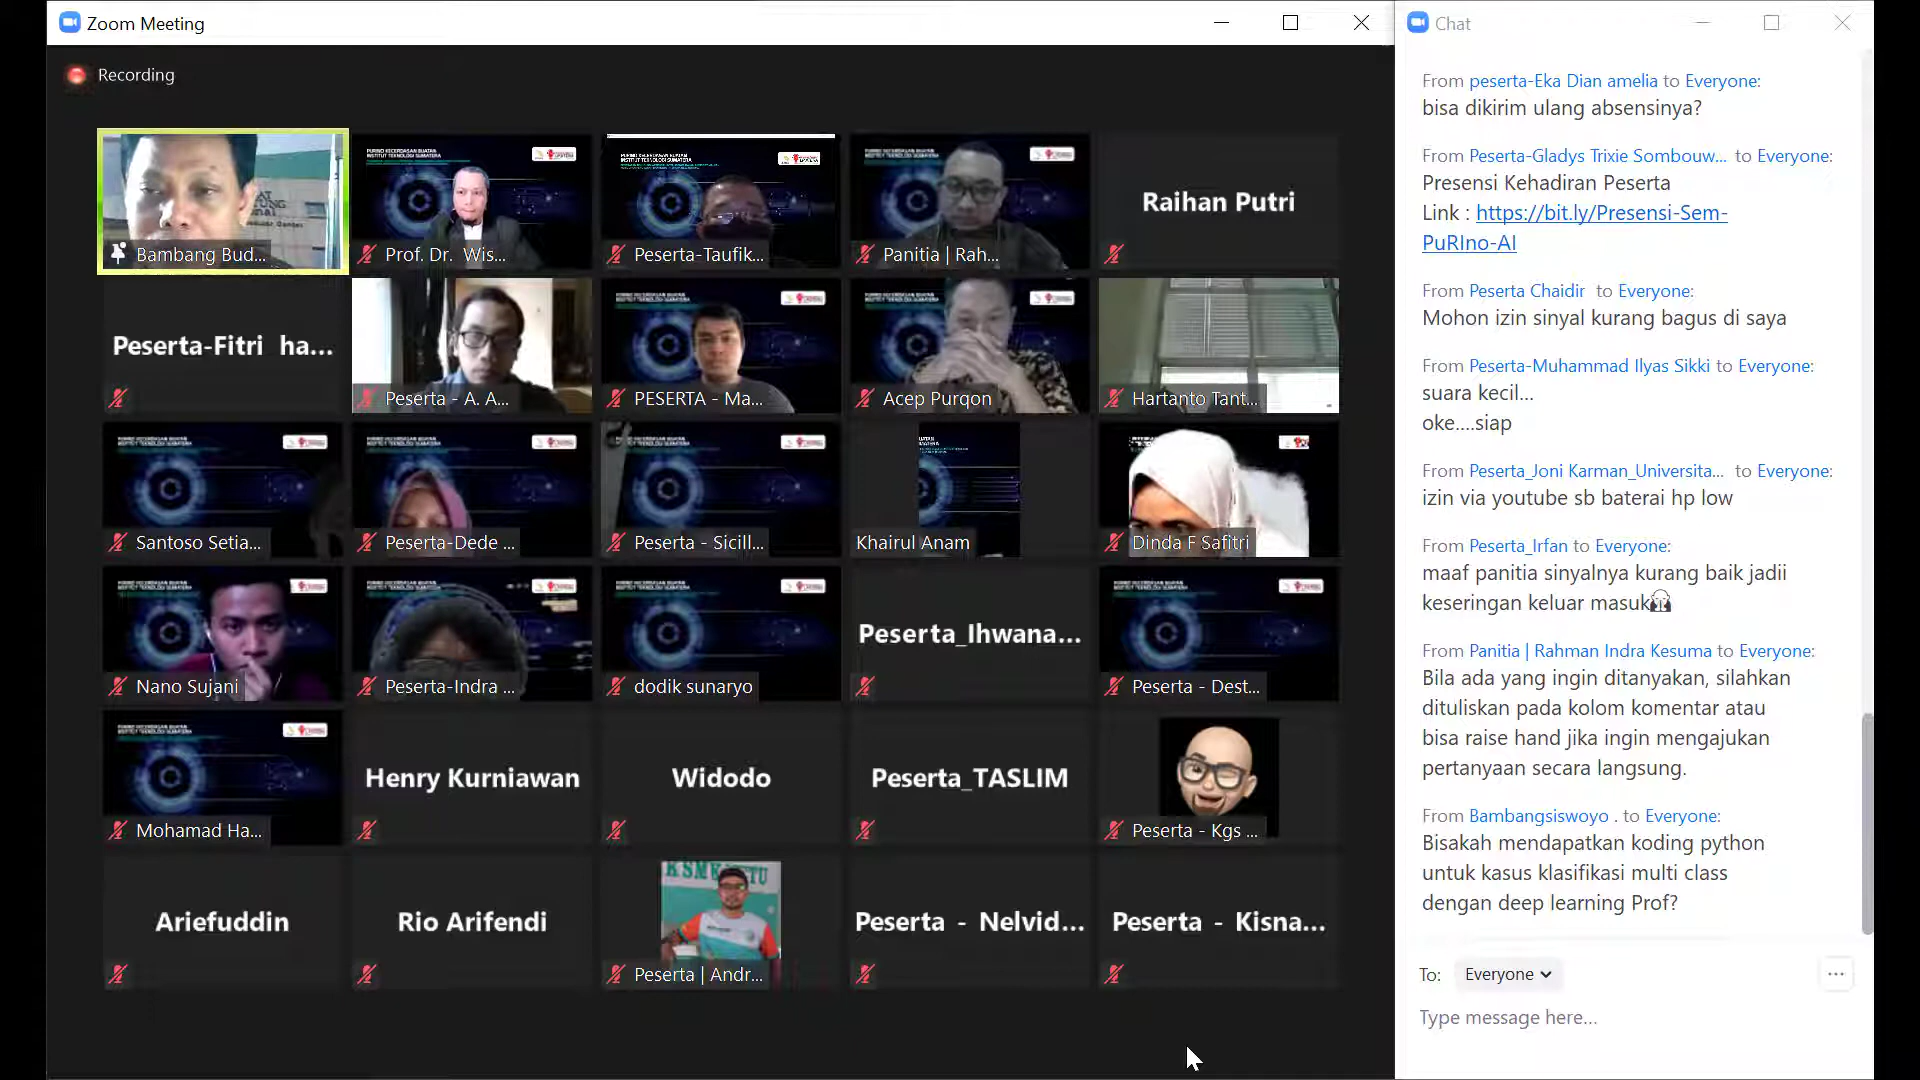 Zoom Meeting
Recording
Bambang Bud...
Prof. Dr. Wis...
PURINO KECERDASAN BUATAN
INSTITUT TEKNOLOGI SUMATERA
Peserta-Taufik...
Panitia | Rah...
Raihan Putri
Peserta-Fitri ha...
Peserta - A. A...
PESERTA - Ma...
Acep Purqon
Hartanto Tant...
Santoso Setia...
Peserta-Dede ...
Peserta - Sicill...
Khairul Anam
Dinda F Safitri
Nano Sujani
Peserta-Indra ...
dodik sunaryo
Peserta_Ihwana...
Peserta - Dest...
Mohamad Ha...
Henry Kurniawan
Widodo
Peserta_TASLIM
Peserta - Kgs ...
Ariefuddin
Rio Arifendi
Peserta | Andr...
Peserta - Nelvid...
Peserta - Kisna...
Chat
From peserta-Eka Dian amelia to Everyone:
bisa dikirim ulang absensinya?
From Peserta-Gladys Trixie Sombouw... to Everyone:
Presensi Kehadiran Peserta
Link : https://bit.ly/Presensi-Sem-
PuRIno-AI
From Peserta Chaidir to Everyone:
Mohon izin sinyal kurang bagus di saya
From Peserta-Muhammad Ilyas Sikki to Everyone:
suara kecil...
oke....siap
From Peserta_Joni Karman_Universita... to Everyone:
izin via youtube sb baterai hp low
From Peserta_Irfan to Everyone:
maaf panitia sinyalnya kurang baik jadii
keseringan keluar masuk
From Panitia | Rahman Indra Kesuma to Everyone:
Bila ada yang ingin ditanyakan, silahkan
dituliskan pada kolom komentar atau
bisa raise hand jika ingin mengajukan
pertanyaan secara langsung.
From Bambangsiswoyo . to Everyone:
Bisakah mendapatkan koding python
untuk kasus klasifikasi multi class
dengan deep learning Prof?
To: Everyone
Type message here...